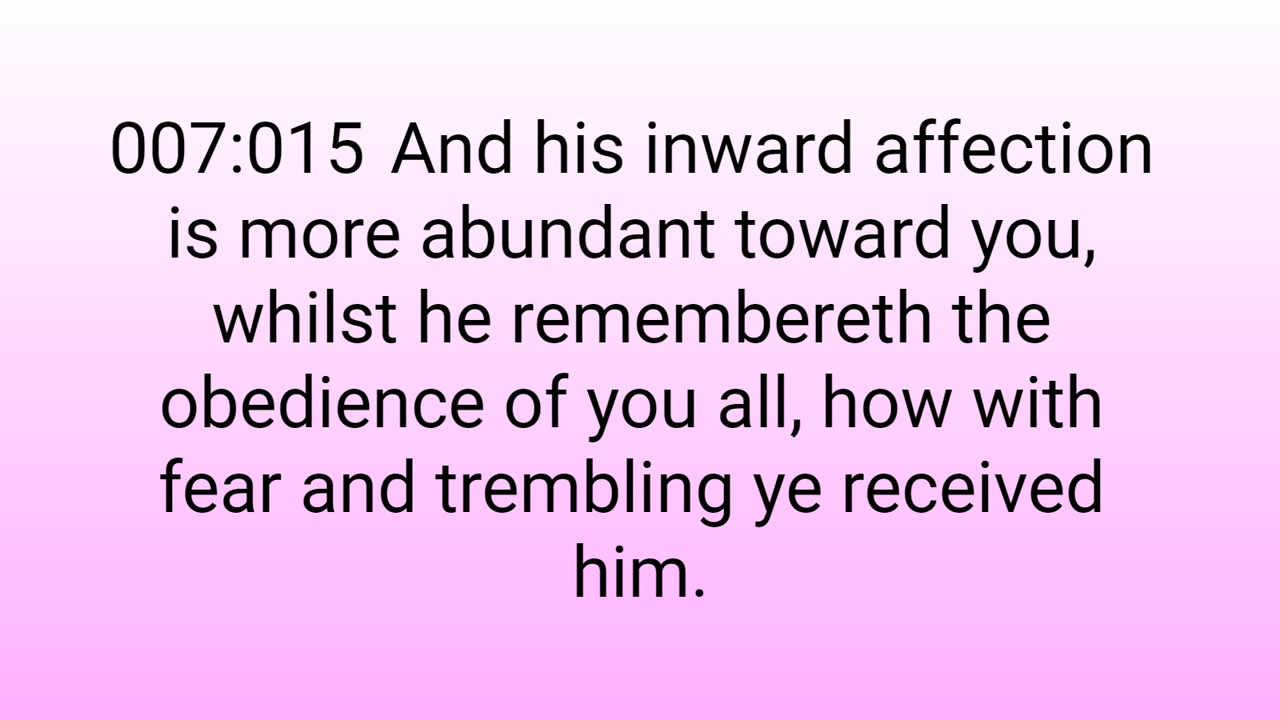 007:015 And his inward affection
is more abundant toward you,
whilst he remembereth the
obedience of you all, how with
fear and trembling ye received
him.